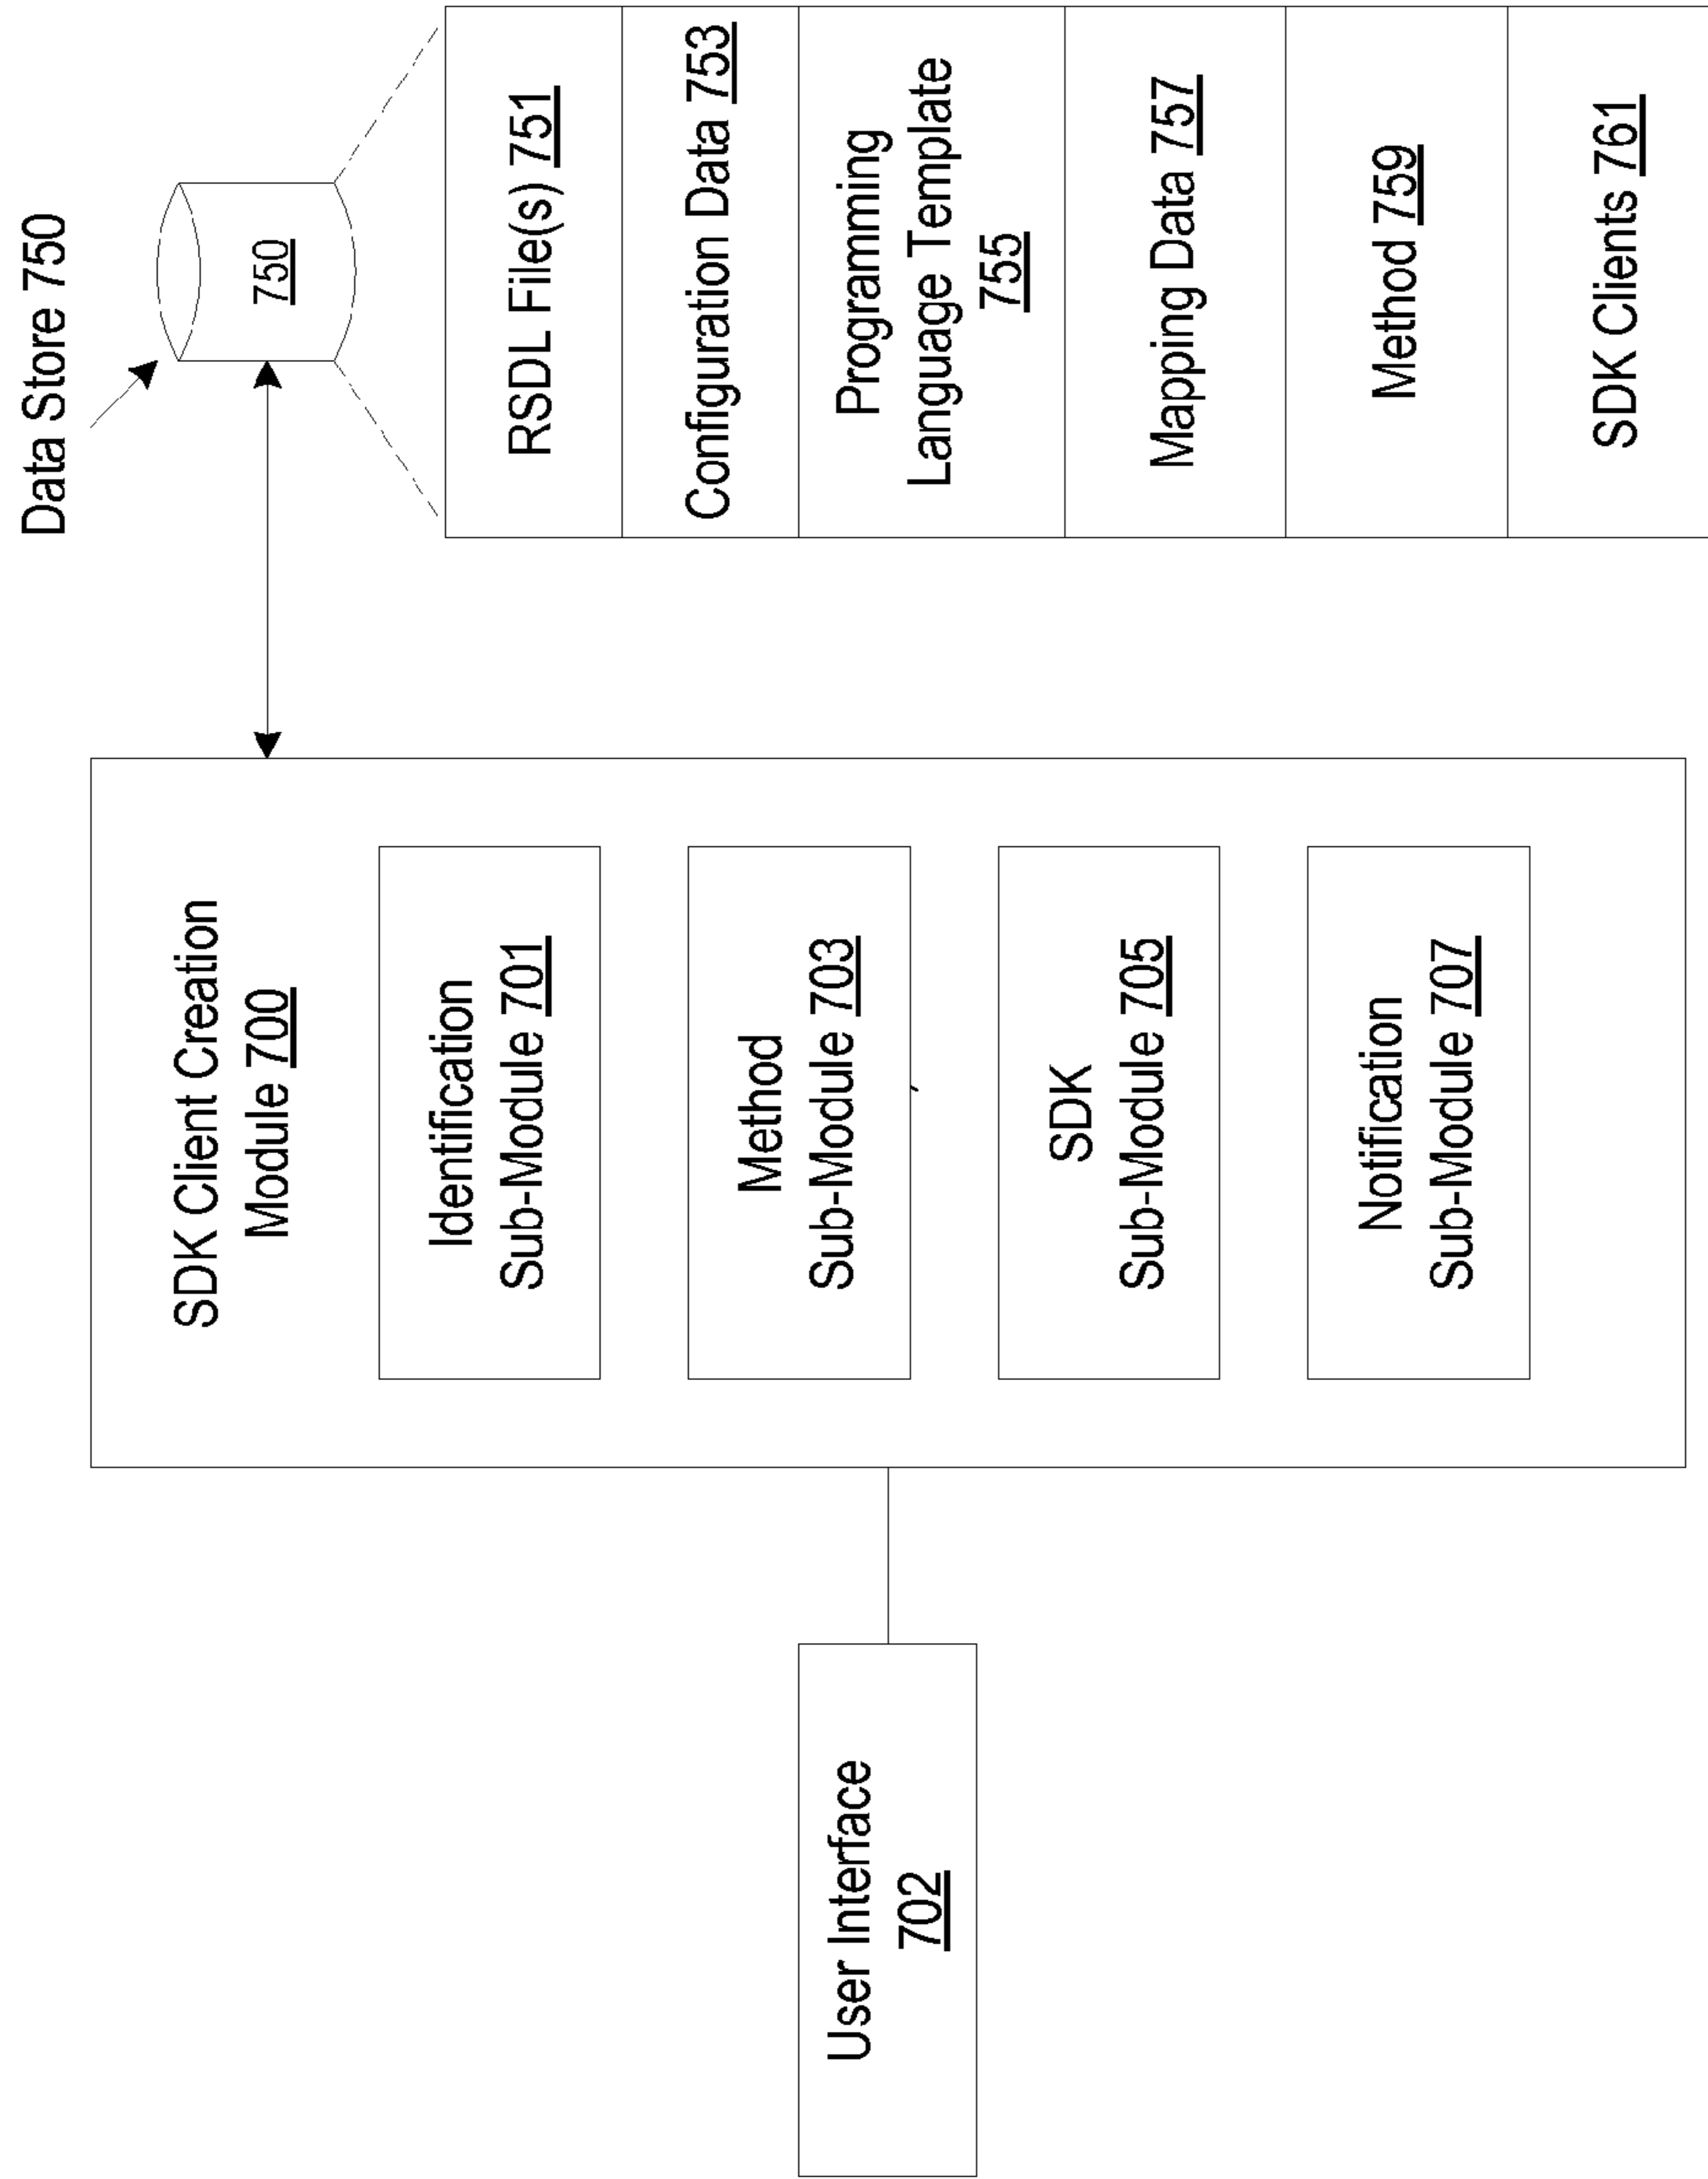 User Interface
702
SDK Client Creation
Module 700
Identification
Sub-Module 701
Method
Sub-Module 703
SDK
Sub-Module 705
Notification
Sub-Module 707
Data Store 750
750
RSDL File(s) 751
Configuration Data 753
Programming
Language Template
755
Mapping Data 757
Method 759
SDK Clients 761